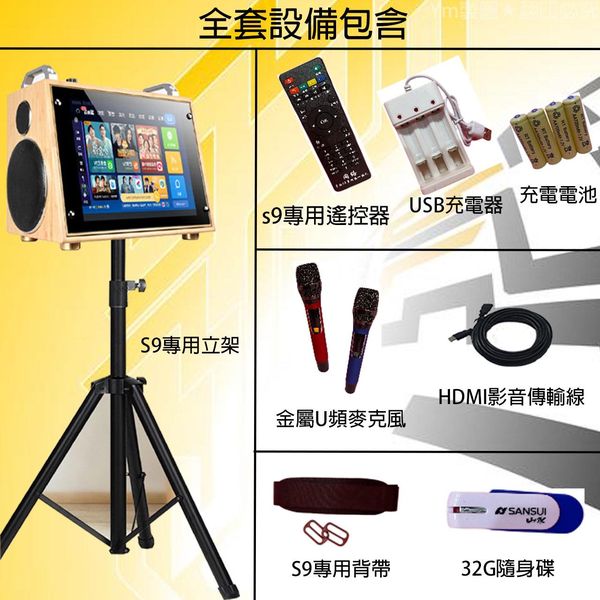 全套設備包含
s9專用遙控器
USB充電器
充電電池
S9專用立架
金屬U頻麥克風
HDMI影音傳輸線
SANSUI
山水
S9專用背帶
32G隨身碟